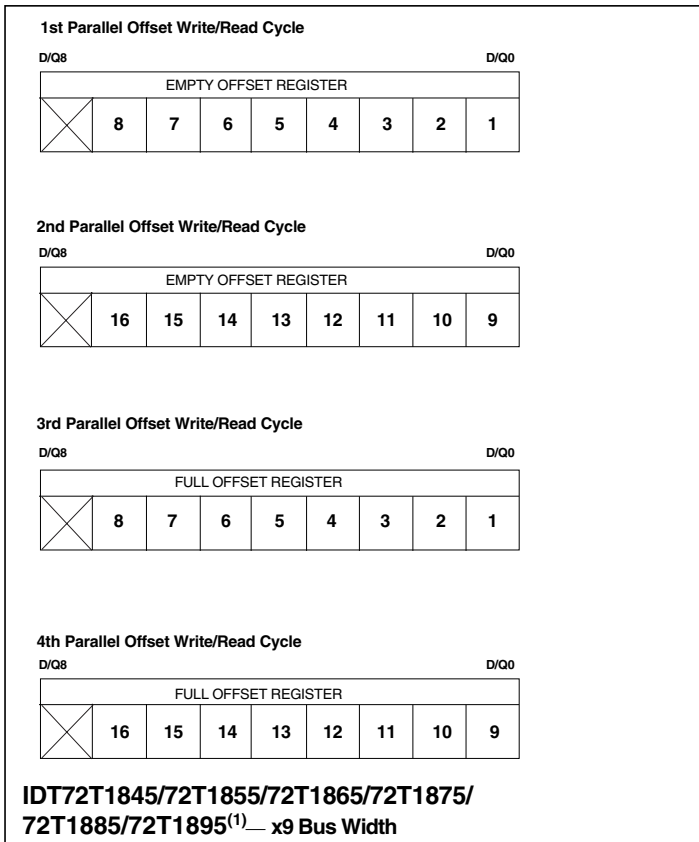 1st Parallel Offset Write/Read Cycle
D/Q8 D/Q0
EMPTY OFFSET REGISTER
8 7 6 5 4 3 2 1
2nd Parallel Offset Write/Read Cycle
D/Q8 D/Q0
EMPTY OFFSET REGISTER
16 15 14 13 12 11 10 9
3rd Parallel Offset Write/Read Cycle
D/Q8 D/Q0
FULL OFFSET REGISTER
8 7 6 5 4 3 2 1
4th Parallel Offset Write/Read Cycle
D/Q8 D/Q0
FULL OFFSET REGISTER
16 15 14 13 12 11 10 9
IDT72T1845/72T1855/72T1865/72T1875/
72T1885/72T1895(1)— x9 Bus Width